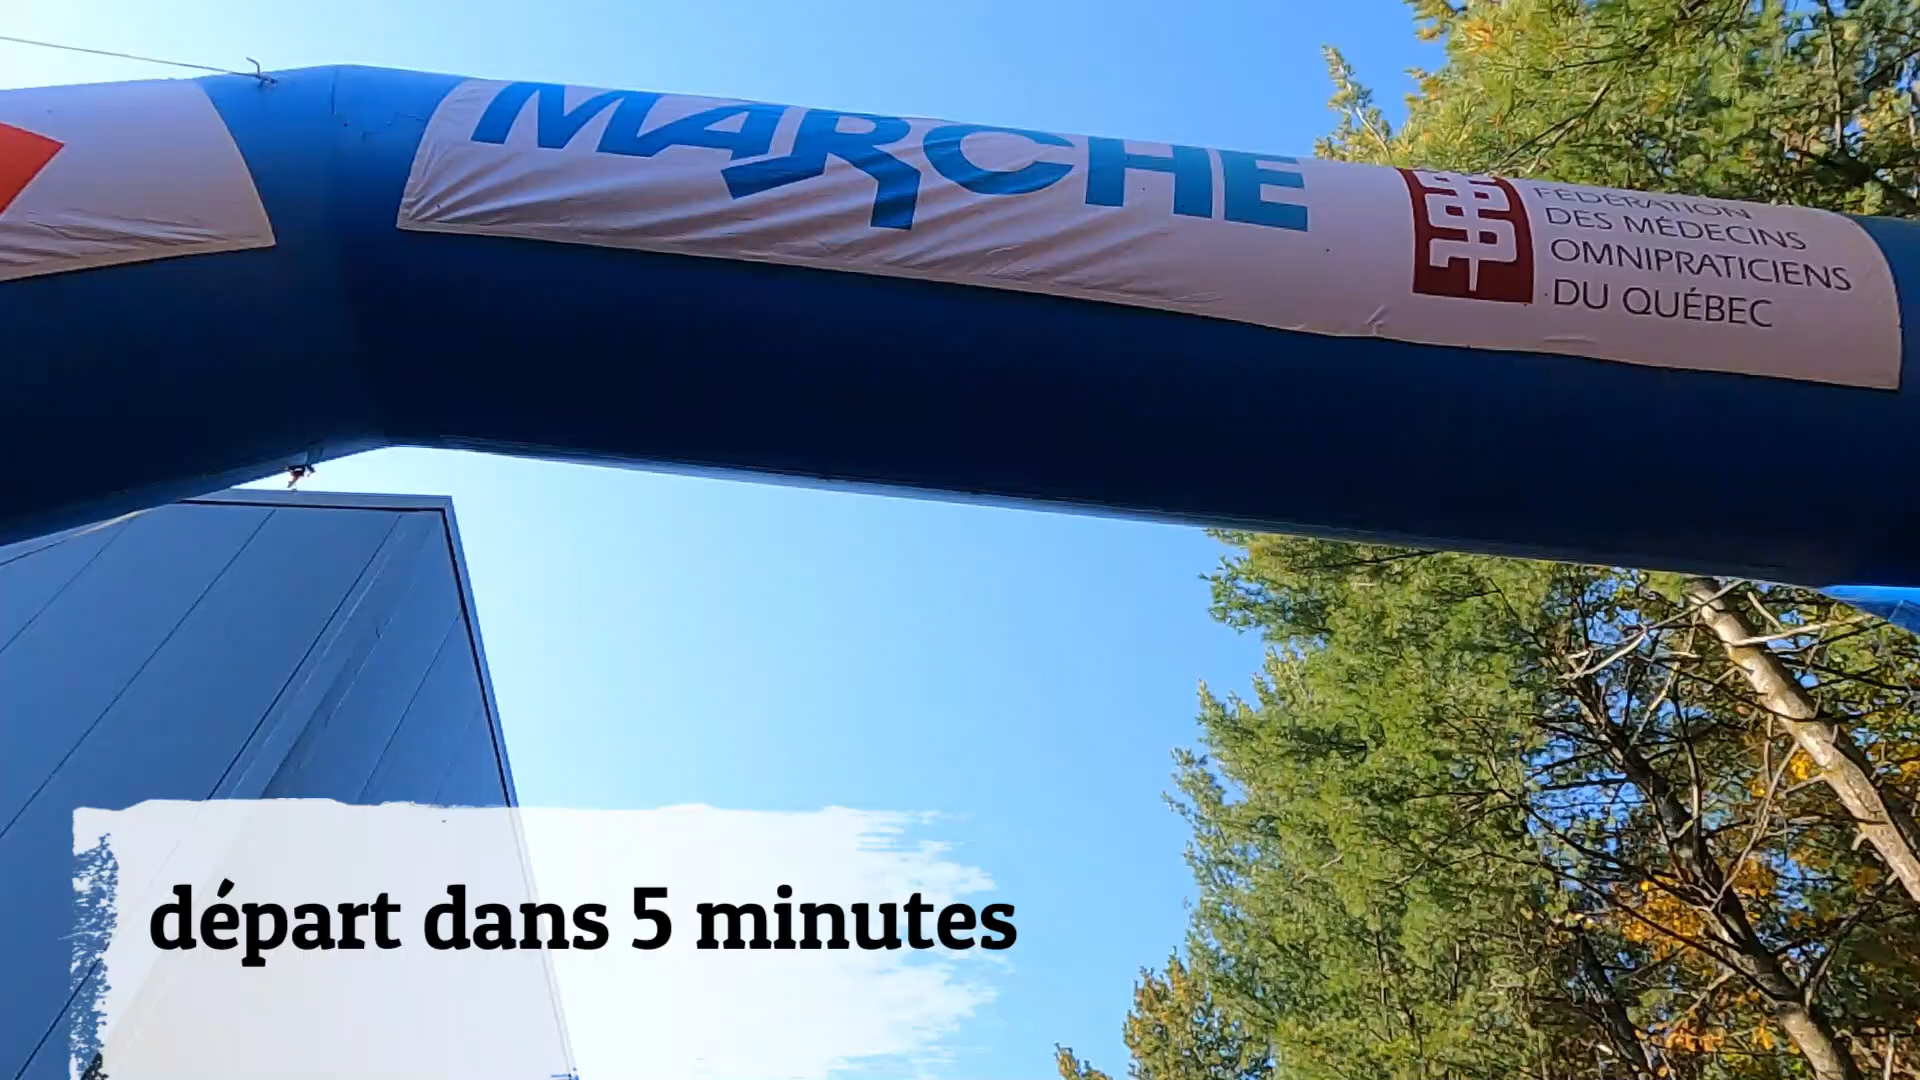 MARCHE
FÉDÉRATION
DES MÉDECINS
OMNIPRATICIENS
DU QUÉBEC
départ dans 5 minutes